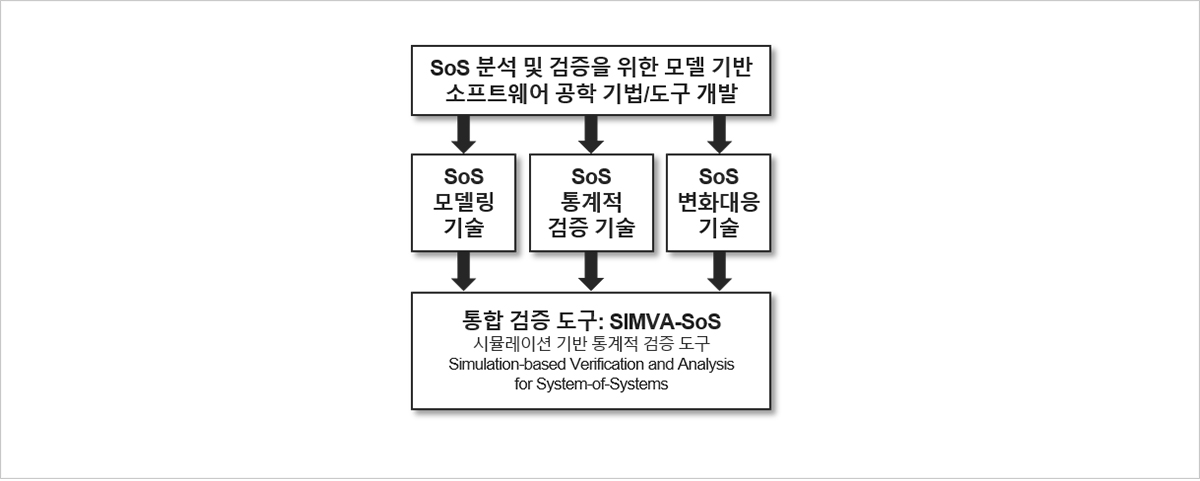 SoS 분석 및 검증을 위한 모델 기반
소프트웨어 공학 기법/도구 개발
SoS
모델링
기술
SoS
통계적
검증 기술
SoS
변화대응
기술
통합 검증 도구: SIMVA-SoS
시뮬레이션 기반 통계적 검증 도구
Simulation-based Verification and Analysis
for System-of-Systems